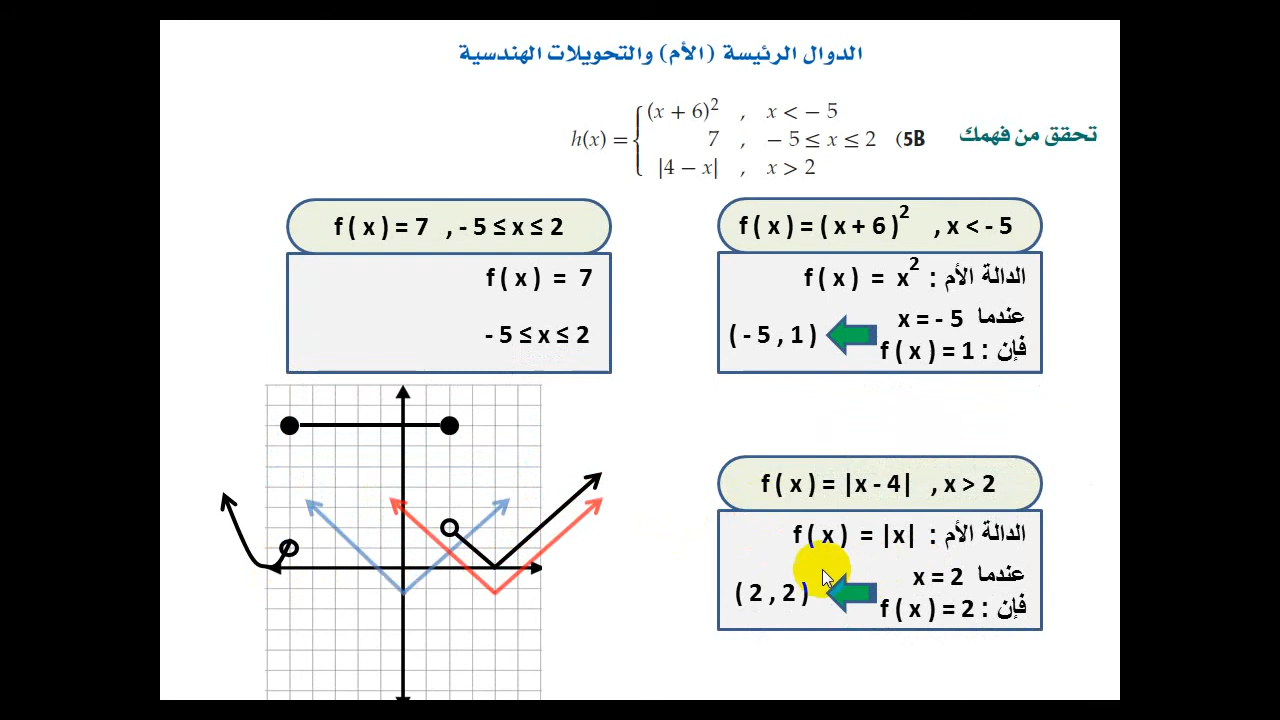 الدوال الرئيسة (الأم) والتحويلات الهندسية
تحقق من فهمك
(5B h(x) = { (x + 6)² , x < − 5
7 , − 5 ≤ x ≤ 2
|4 − x| , x > 2
f ( x ) = ( x + 6 )² , x < - 5
الدالة الأم : f ( x ) = x²
عندما x = - 5
فإن : f ( x ) = 1
( - 5 , 1 )
f ( x ) = 7 , - 5 ≤ x ≤ 2
f ( x ) = 7
- 5 ≤ x ≤ 2
f ( x ) = |x - 4| , x > 2
الدالة الأم : f ( x ) = |x|
عندما x = 2
فإن : f ( x ) = 2
( 2 , 2 )